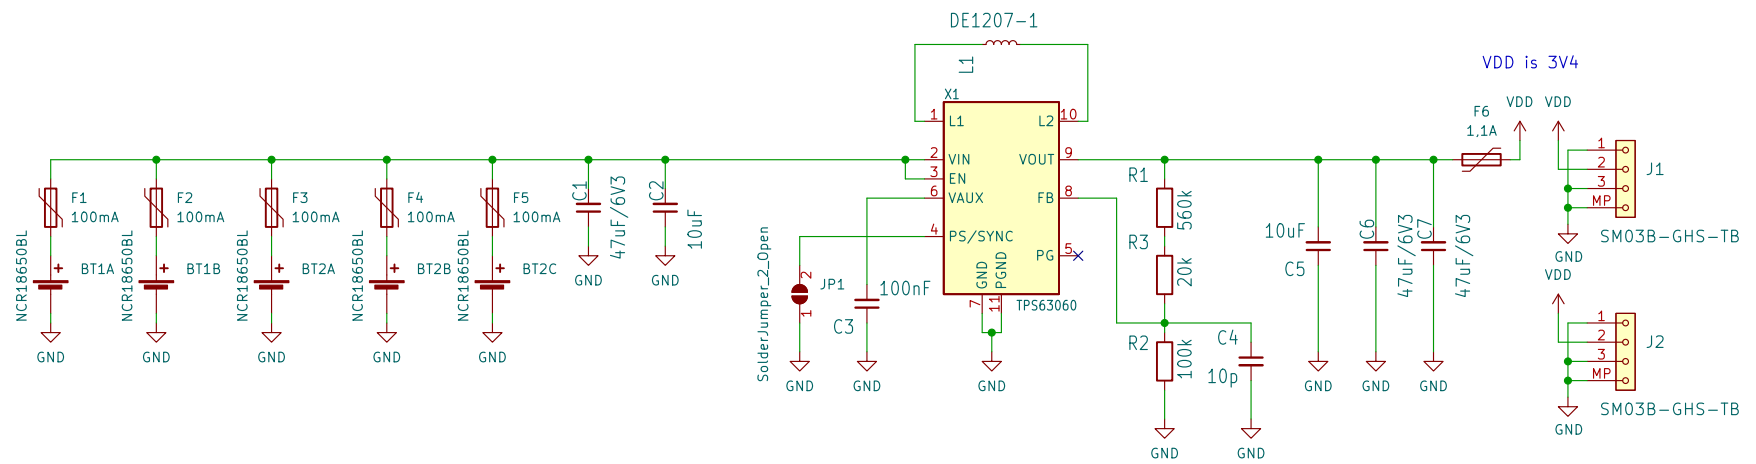 DE1207-1
L1
VDD is 3V4
X1
F6
1,1A
VDD
VDD
1
L1
L2
10
2
VIN
VOUT
9
3
EN
6
VAUX
FB
8
4
PS/SYNC
PG
5
GND
PGND
7
11
TPS63060
F1
100mA
F2
100mA
F3
100mA
F4
100mA
F5
100mA
C1
47uF/6V3
C2
10uF
GND
GND
NCR18650BL
BT1A
+
NCR18650BL
BT1B
+
NCR18650BL
BT2A
+
NCR18650BL
BT2B
+
NCR18650BL
BT2C
+
GND
GND
GND
GND
GND
SolderJumper_2_Open
2
JP1
1
GND
100nF
C3
GND
GND
R1
560k
R3
20k
R2
100k
C4
10p
GND
GND
10uF
C5
C6
47uF/6V3
C7
47uF/6V3
GND
GND
GND
1
2
3
MP
J1
SM03B-GHS-TB
GND
VDD
1
2
3
MP
J2
SM03B-GHS-TB
GND